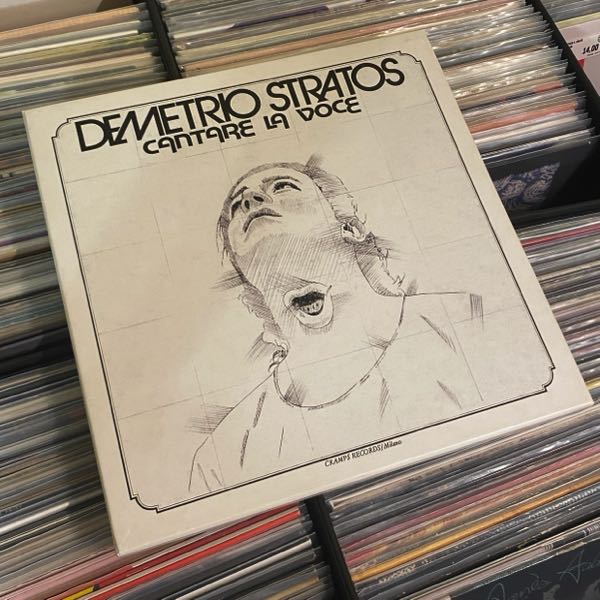 DEMETRIO STRATOS
CANTARE LA VOCE
CRAMPS RECORDS/Milano
14,00